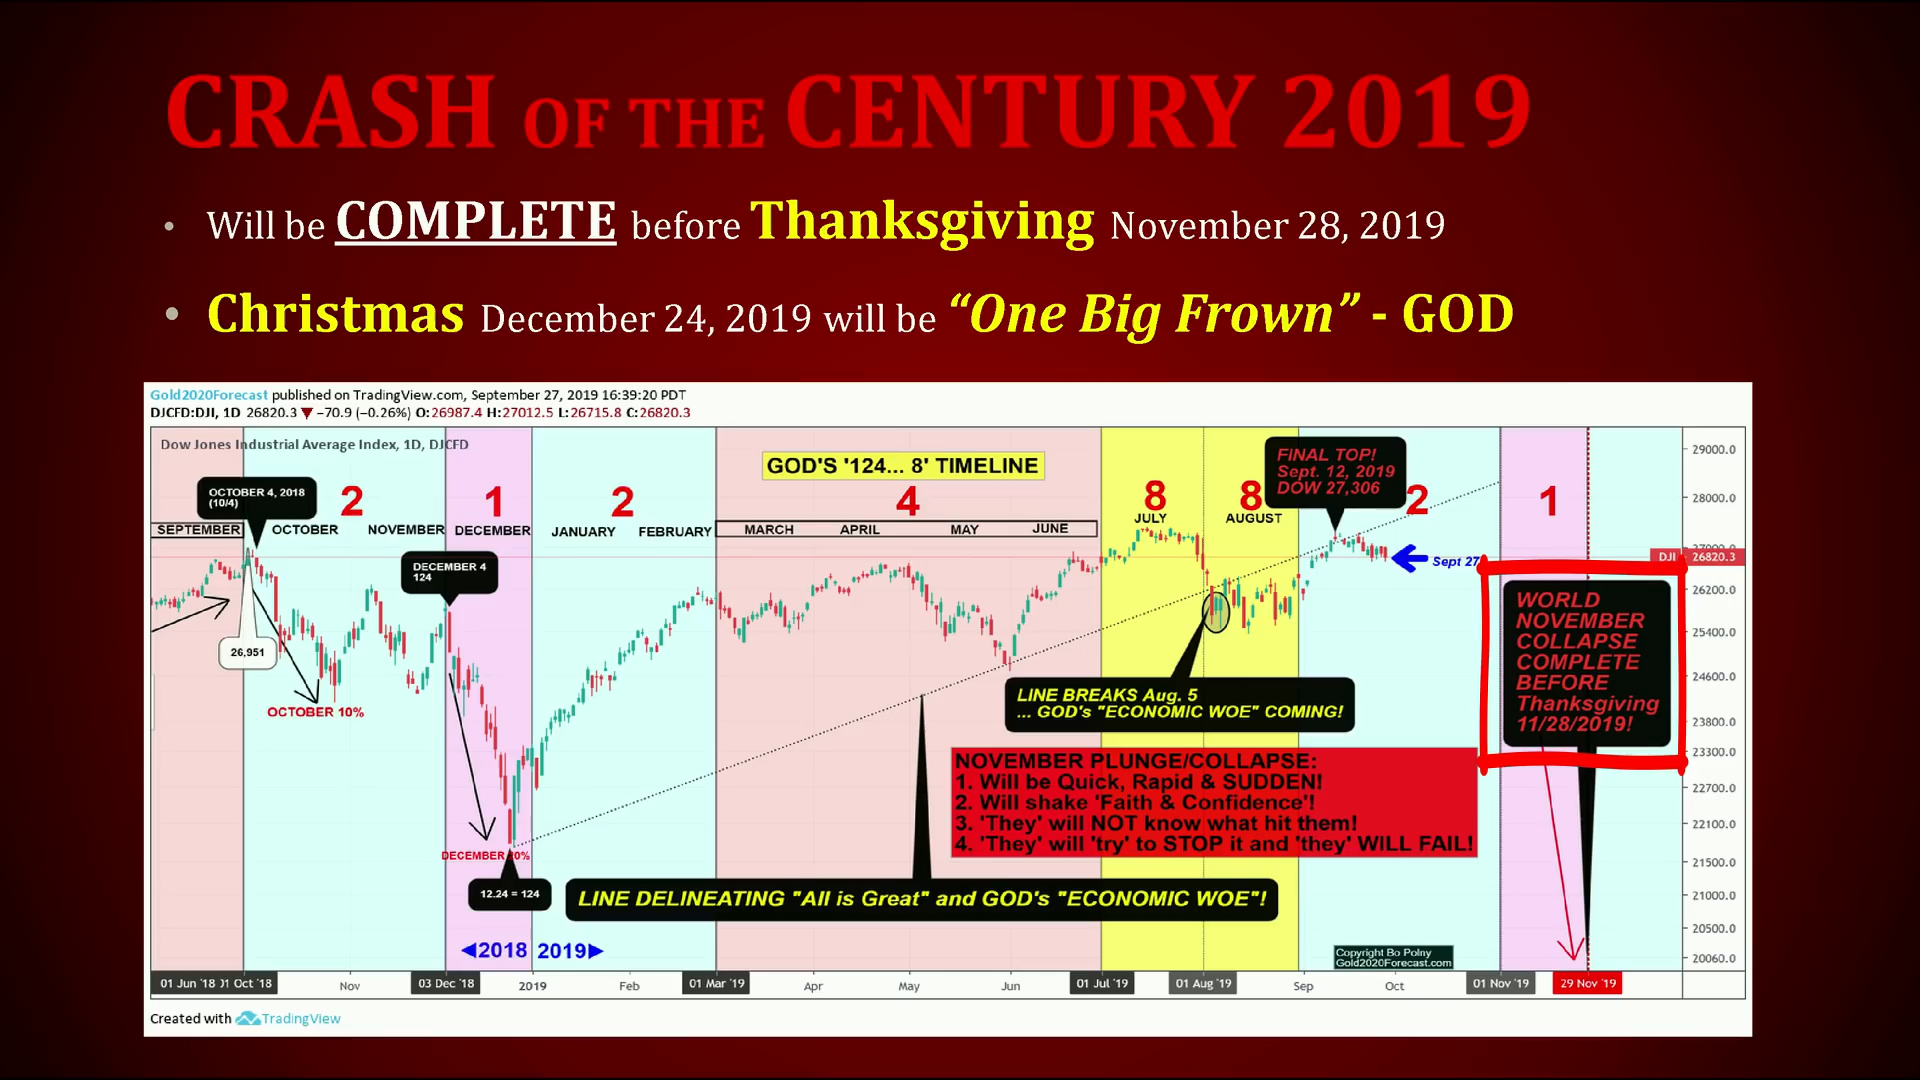 CRASH OF THE CENTURY 2019
• Will be COMPLETE before Thanksgiving November 28, 2019
• Christmas December 24, 2019 will be “One Big Frown” - GOD
Gold2020Forecast published on TradingView.com, September 27, 2019 16:39:20 PDT
DJCFD:DJI, 1D 26820.3 ▼ −70.9 (−0.26%) O:26987.4 H:27012.5 L:26715.8 C:26820.3
Dow Jones Industrial Average Index, 1D, DJCFD
GOD'S '124... 8' TIMELINE
FINAL TOP!
Sept. 12, 2019
DOW 27,306
OCTOBER 4, 2018
(10/4)
2 1 2 4 8 8 2 1
SEPTEMBER OCTOBER NOVEMBER DECEMBER JANUARY FEBRUARY MARCH APRIL MAY JUNE JULY AUGUST
DECEMBER 4
124
Sept 27
26,951
OCTOBER 10%
WORLD
NOVEMBER
COLLAPSE
COMPLETE
BEFORE
Thanksgiving
11/28/2019!
LINE BREAKS Aug. 5
... GOD's "ECONOMIC WOE" COMING!
NOVEMBER PLUNGE/COLLAPSE:
1. Will be Quick, Rapid & SUDDEN!
2. Will shake 'Faith & Confidence'!
3. 'They' will NOT know what hit them!
4. 'They' will 'try' to STOP it and 'they' WILL FAIL!
DECEMBER 20%
12.24 = 124
LINE DELINEATING "All is Great" and GOD's "ECONOMIC WOE"!
◀2018 2019▶
Copyright Bo Polny
Gold2020Forecast.com
29000.0
28000.0
27000.0
DJI 26820.3
26200.0
25400.0
24600.0
23800.0
23300.0
22700.0
22100.0
21500.0
21000.0
20500.0
20060.0
01 Jun '18 01 Oct '18 Nov 03 Dec '18 2019 Feb 01 Mar '19 Apr May Jun 01 Jul '19 01 Aug '19 Sep Oct 01 Nov '19 29 Nov '19
Created with TradingView